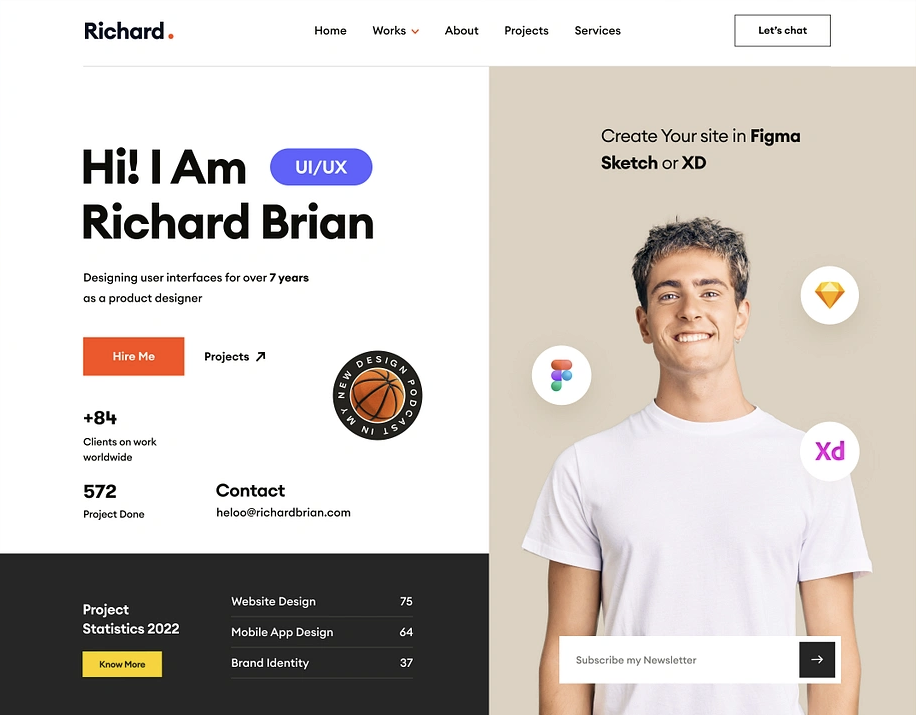 Richard.
Home
Works
About
Projects
Services
Let's chat
Hi! I Am
UI/UX
Richard Brian
Designing user interfaces for over 7 years
as a product designer
Hire Me
Projects
NEW DESIGN PODCAST IN MY
+84
Clients on work
worldwide
572
Project Done
Contact
heloo@richardbrian.com
Project
Statistics 2022
Know More
Website Design 75
Mobile App Design 64
Brand Identity 37
Create Your site in Figma
Sketch or XD
Xd
Subscribe my Newsletter